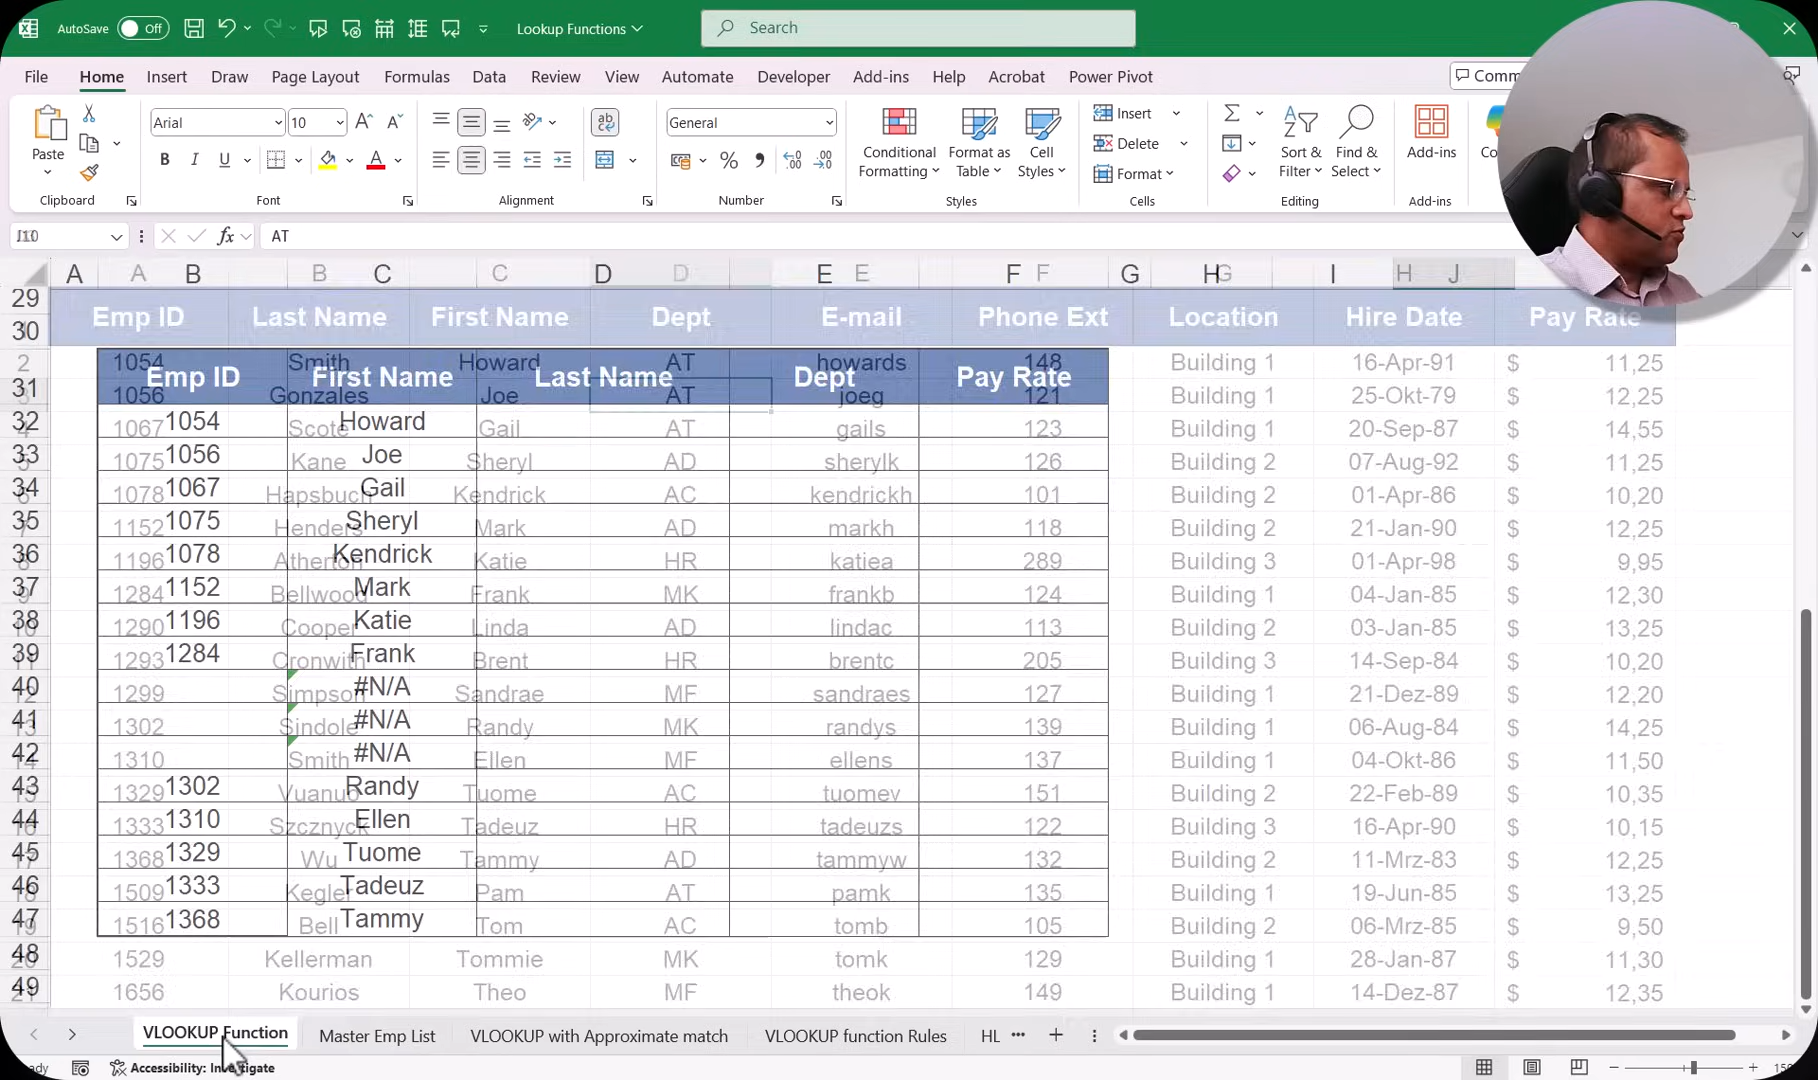 AutoSave Off Lookup Functions Search
File Home Insert Draw Page Layout Formulas Data Review View Automate Developer Add-ins Help Acrobat Power Pivot
Paste Arial 10 ab c General Conditional Formatting Format as Table Cell Styles Insert Delete Format Sort & Filter Find & Select Add-ins
Clipboard Font Alignment Number Styles Cells Editing Add-ins
fx AT
A B C D E F G H I J
A B C D E F G H
29 Emp ID Last Name First Name Dept E-mail Phone Ext Location Hire Date Pay Rate
30
2 1054 Smith Howard AT howards 148 Building 1 16-Apr-91 $ 11,25
31 Emp ID First Name Last Name Dept Pay Rate
1056 Gonzales Joe AT joeg 121 Building 1 25-Okt-79 $ 12,25
32 1054 Howard
1067 Scote Gail AT gails 123 Building 1 20-Sep-87 $ 14,55
33 1056 Joe
1075 Kane Sheryl AD sherylk 126 Building 2 07-Aug-92 $ 11,25
34 1067 Gail
1078 Hapsbuch Kendrick AC kendrickh 101 Building 2 01-Apr-86 $ 10,20
35 1075 Sheryl
1152 Henders Mark AD markh 118 Building 2 21-Jan-90 $ 12,25
36 1078 Kendrick
1196 Atherton Katie HR katiea 289 Building 3 01-Apr-98 $ 9,95
37 1152 Mark
1284 Bellwood Frank MK frankb 124 Building 1 04-Jan-85 $ 12,30
38 1196 Katie
1290 Cooper Linda AD lindac 113 Building 2 03-Jan-85 $ 13,25
39 1284 Frank
1293 Cronwith Brent HR brentc 205 Building 3 14-Sep-84 $ 10,20
40 #N/A
1299 Simpson Sandrae MF sandraes 127 Building 1 21-Dez-89 $ 12,20
41 #N/A
1302 Sindole Randy MK randys 139 Building 1 06-Aug-84 $ 14,25
42 #N/A
1310 Smith Ellen MF ellens 137 Building 1 04-Okt-86 $ 11,50
43 1302 Randy
1329 Vuanuo Tuome AC tuomev 151 Building 2 22-Feb-89 $ 10,35
44 1310 Ellen
1333 Szcznyck Tadeuz HR tadeuzs 122 Building 3 16-Apr-90 $ 10,15
45 1329 Tuome
1368 Wu Tammy AD tammyw 132 Building 2 11-Mrz-83 $ 12,25
46 1333 Tadeuz
1509 Kegler Pam AT pamk 135 Building 1 19-Jun-85 $ 13,25
47 1368 Tammy
1516 Bell Tom AC tomb 105 Building 2 06-Mrz-85 $ 9,50
48 1529 Kellerman Tommie MK tomk 129 Building 1 28-Jan-87 $ 11,30
49 1656 Kourios Theo MF theok 149 Building 1 14-Dez-87 $ 12,35
VLOOKUP Function Master Emp List VLOOKUP with Approximate match VLOOKUP function Rules HL
Accessibility: Investigate